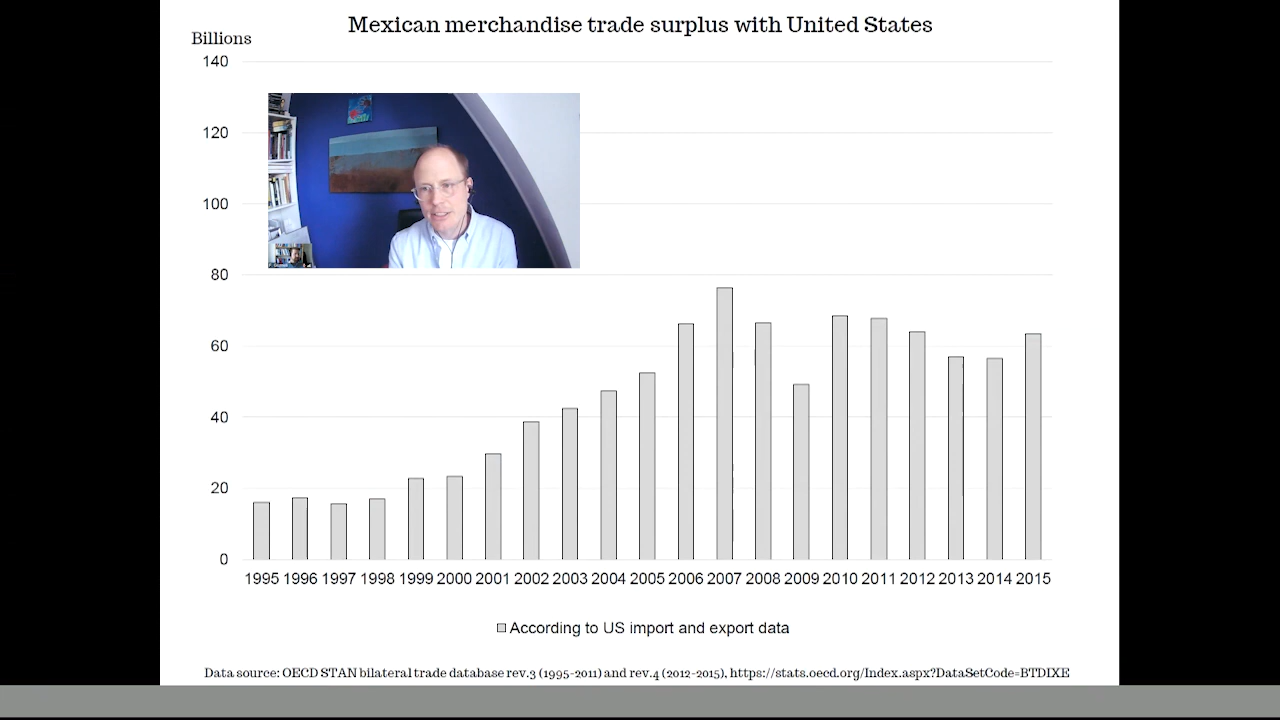 Mexican merchandise trade surplus with United States
Billions
140
120
100
80
60
40
20
0
1995 1996 1997 1998 1999 2000 2001 2002 2003 2004 2005 2006 2007 2008 2009 2010 2011 2012 2013 2014 2015
According to US import and export data
Data source: OECD STAN bilateral trade database rev.3 (1995-2011) and rev.4 (2012-2015), https://stats.oecd.org/Index.aspx?DataSetCode=BTDIXE